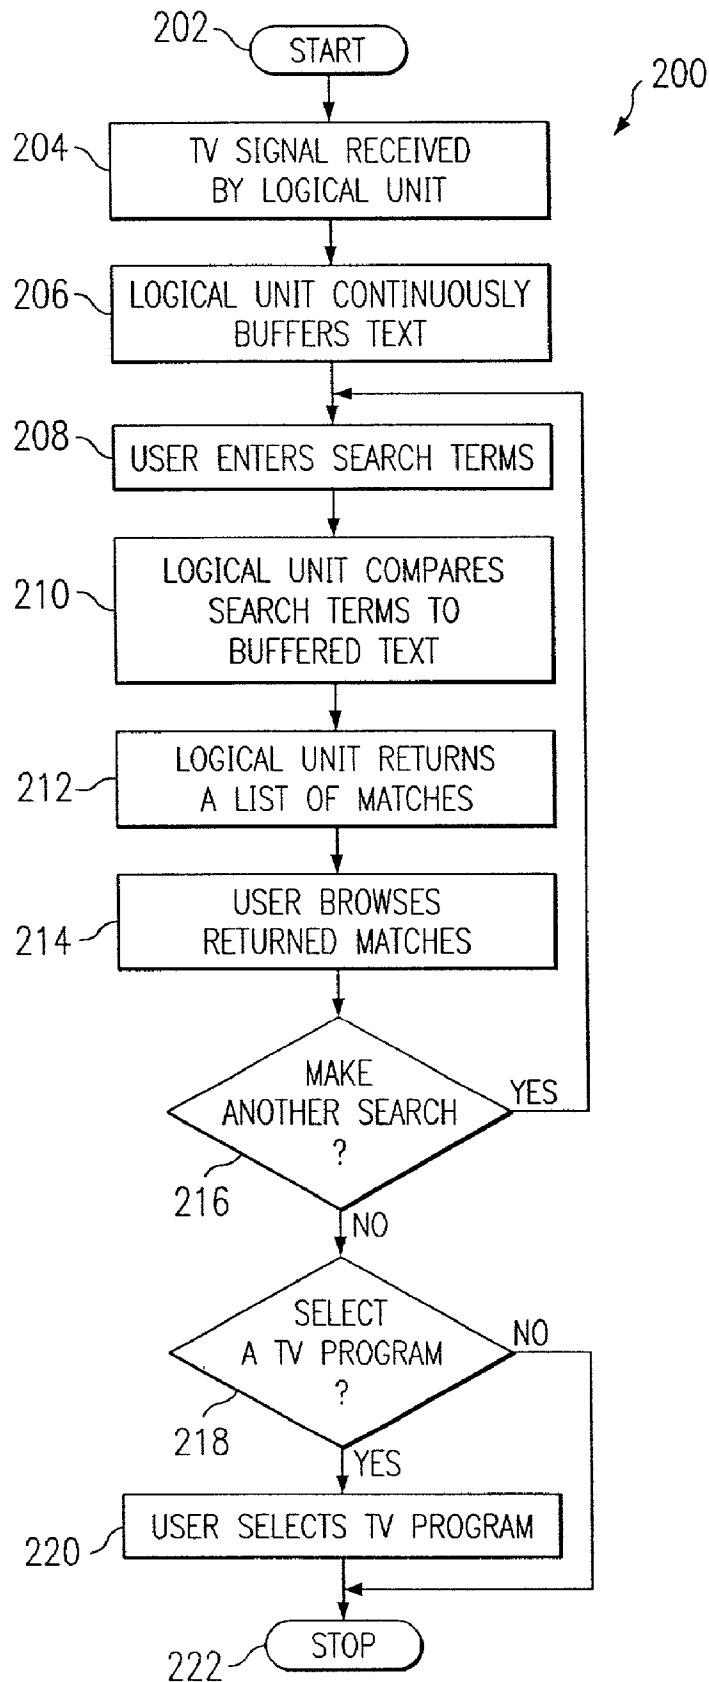 202
START
200
204
TV SIGNAL RECEIVED
BY LOGICAL UNIT
206
LOGICAL UNIT CONTINUOUSLY
BUFFERS TEXT
208
USER ENTERS SEARCH TERMS
210
LOGICAL UNIT COMPARES
SEARCH TERMS TO
BUFFERED TEXT
212
LOGICAL UNIT RETURNS
A LIST OF MATCHES
214
USER BROWSES
RETURNED MATCHES
MAKE
ANOTHER SEARCH
?
YES
216
NO
SELECT
A TV PROGRAM
?
NO
218
YES
220
USER SELECTS TV PROGRAM
STOP
222